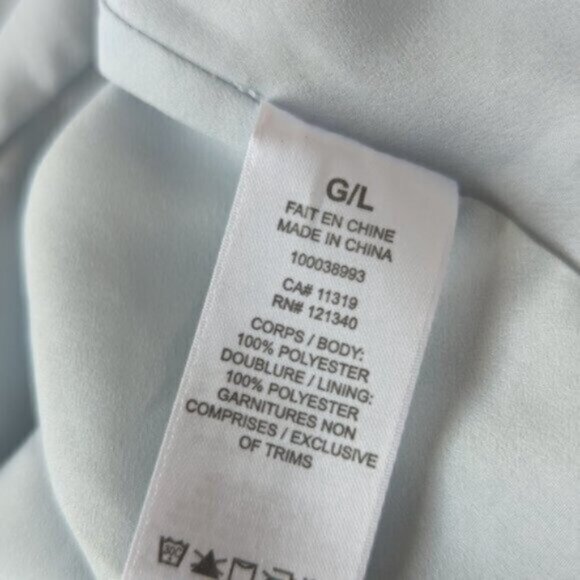 G/L
FAIT EN CHINE
MADE IN CHINA
100038993
CA# 11319
RN# 121340
CORPS / BODY:
100% POLYESTER
DOUBLURE / LINING:
100% POLYESTER
GARNITURES NON
COMPRISES / EXCLUSIVE
OF TRIMS